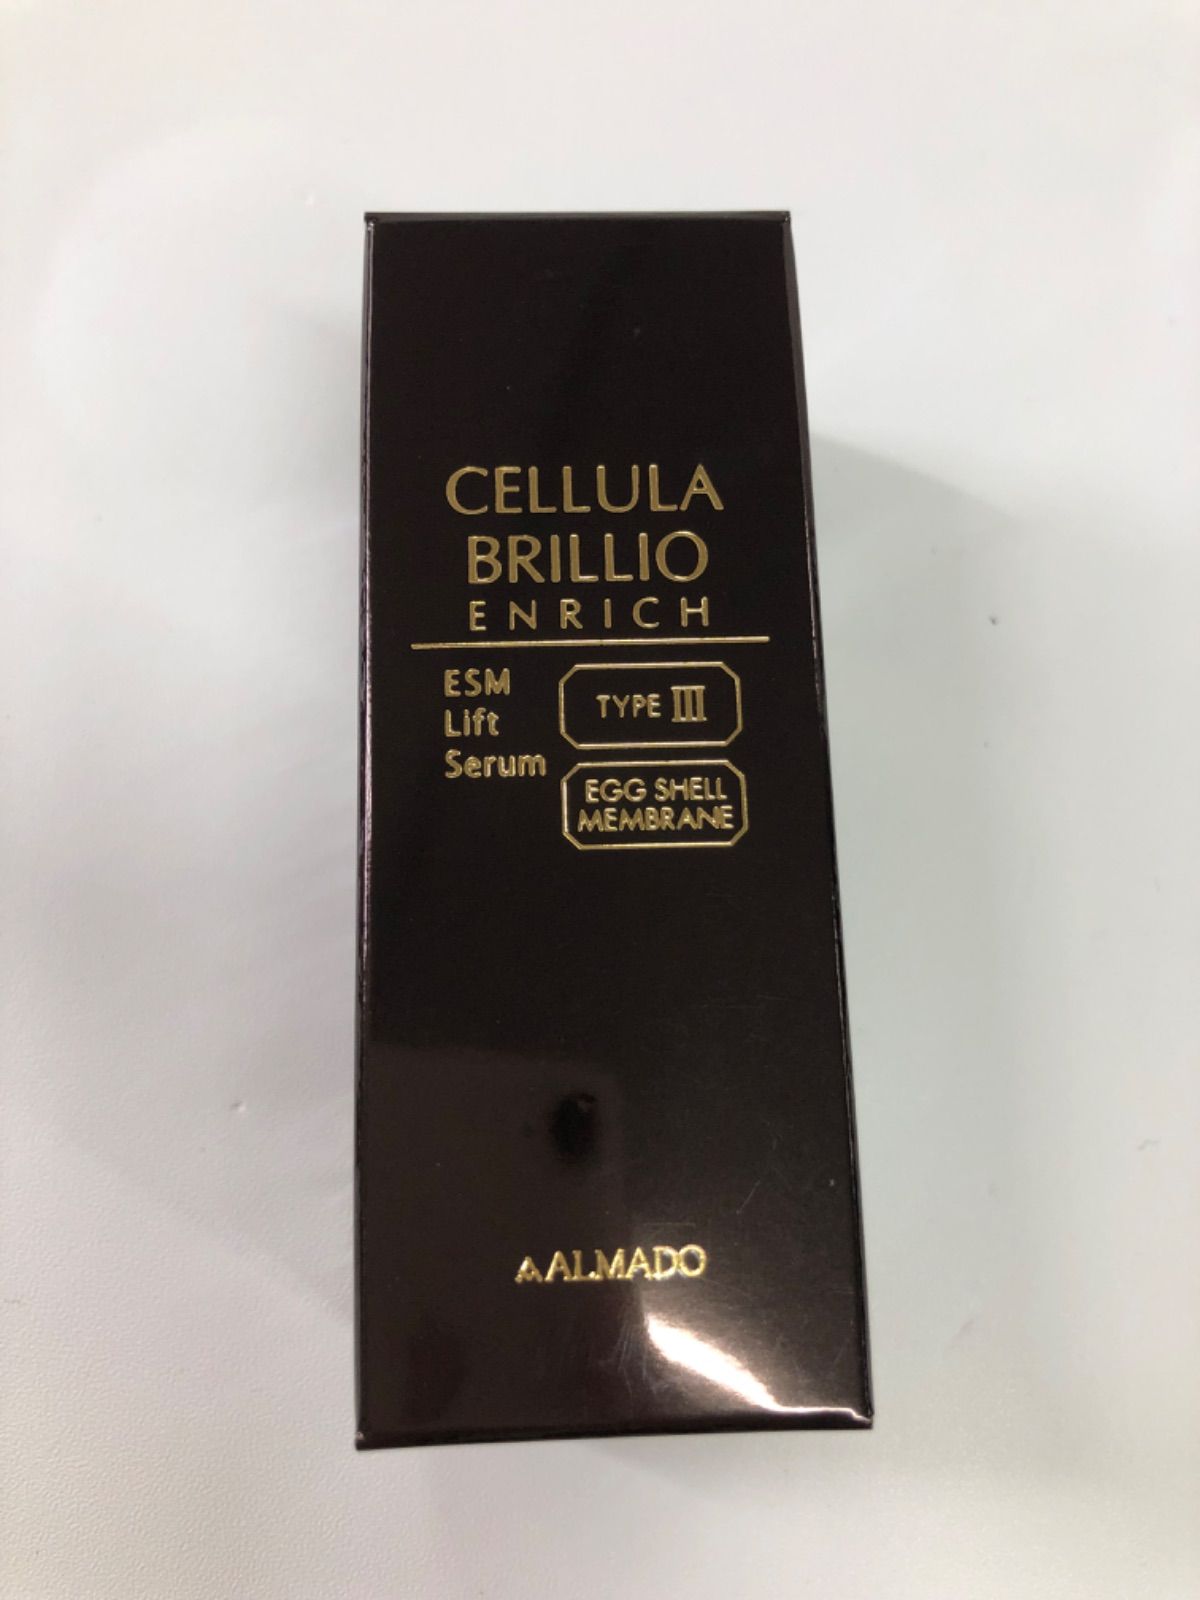 CELLULA
BRILLIO
ENRICH
ESM
Lift
Serum
TYPE III
EGG SHELL
MEMBRANE
ALMADO